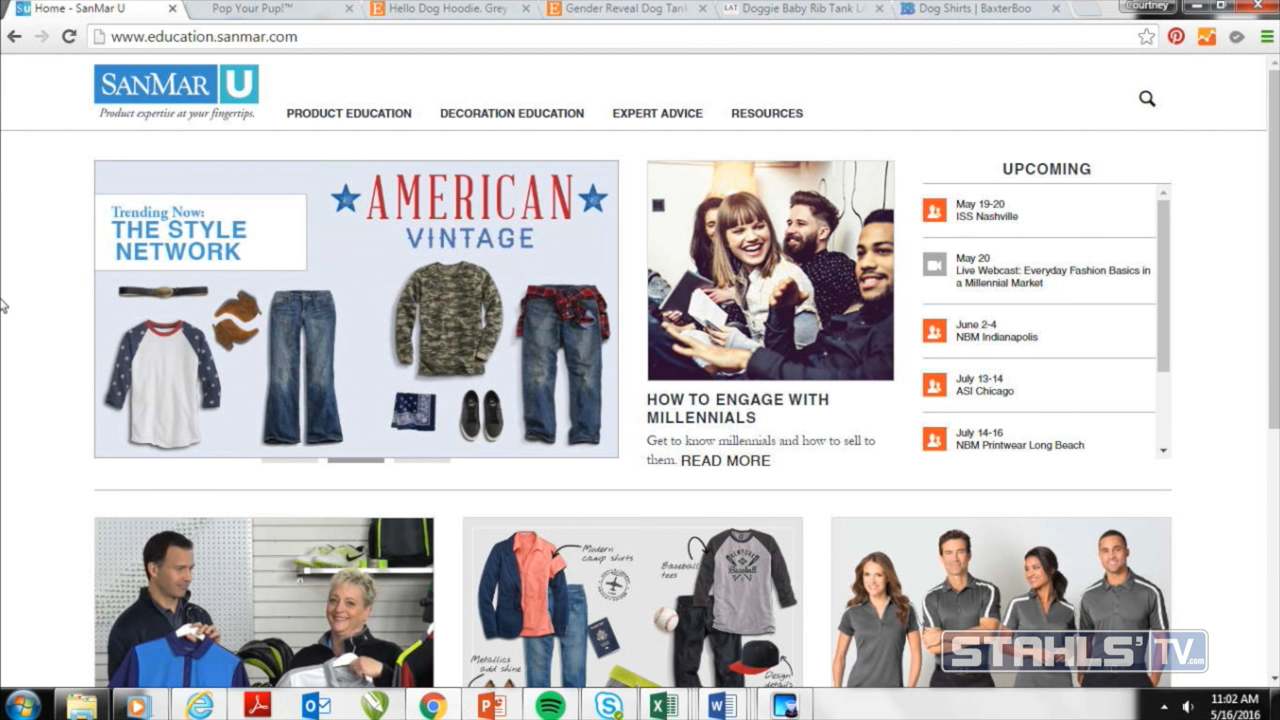 Home - SanMar U
Pop Your Pup!™
Hello Dog Hoodie. Grey
Gender Reveal Dog Tank
LAT Doggie Baby Rib Tank L
Dog Shirts | BaxterBoo
Courtney
www.education.sanmar.com
SANMAR U
Product expertise at your fingertips.
PRODUCT EDUCATION
DECORATION EDUCATION
EXPERT ADVICE
RESOURCES
Trending Now:
THE STYLE
NETWORK
AMERICAN
VINTAGE
HOW TO ENGAGE WITH
MILLENNIALS
Get to know millennials and how to sell to
them. READ MORE
UPCOMING
May 19-20
ISS Nashville
May 20
Live Webcast: Everyday Fashion Basics in
a Millennial Market
June 2-4
NBM Indianapolis
July 13-14
ASI Chicago
July 14-16
NBM Printwear Long Beach
Modern
camp shirts
Baseball
tees
Baseball
Metallics
add shine
Design
details
STAHLS' TV.com
11:02 AM
5/16/2016